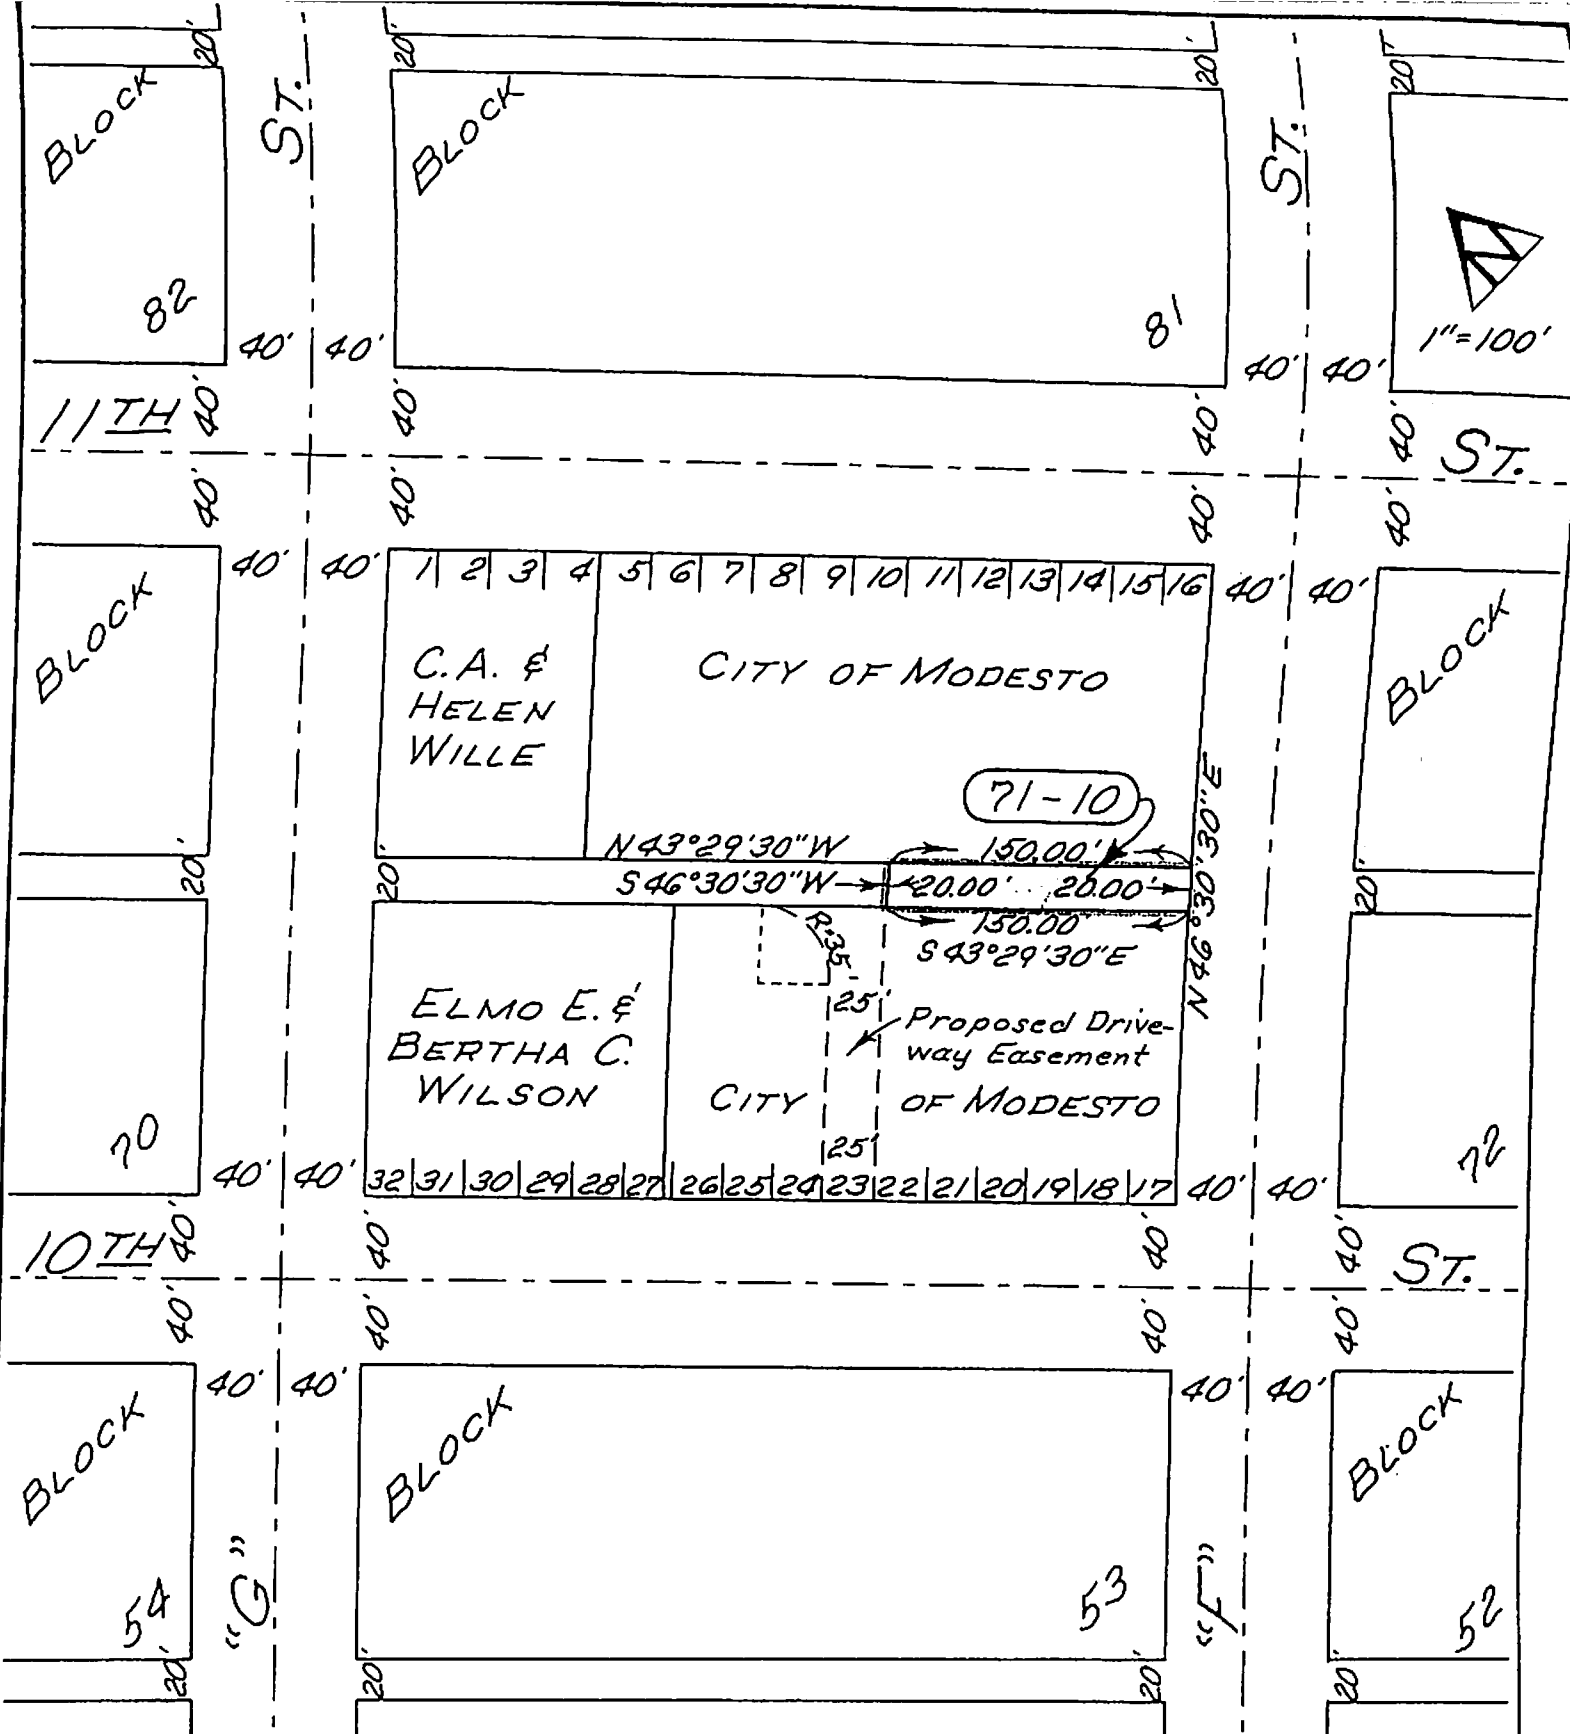 20' 20' 20' 20'
BLOCK 82
ST.
BLOCK 81
ST.
N
1"=100'
40' 40' 40' 40'
11TH ST.
40' 40' 40' 40'
40' 40' 40' 40'
40' 40' 40' 40'
BLOCK 70
1 2 3 4 5 6 7 8 9 10 11 12 13 14 15 16
C.A. &
HELEN
WILLE
CITY OF MODESTO
BLOCK 72
71-10
N46°30'30"E
N43°29'30"W 150.00'
20' 20' S46°30'30"W 20.00' 20.00' 20'
R=35' 150.00'
S43°29'30"E
25'
ELMO E. &
BERTHA C.
WILSON
Proposed Drive-
way Easement
CITY OF MODESTO
25'
32 31 30 29 28 27 26 25 24 23 22 21 20 19 18 17
40' 40' 40' 40'
10TH ST.
40' 40' 40' 40'
40' 40' 40' 40'
40' 40' 40' 40'
BLOCK 54
"G"
BLOCK 53
"F"
BLOCK 52
20' 20' 20' 20'